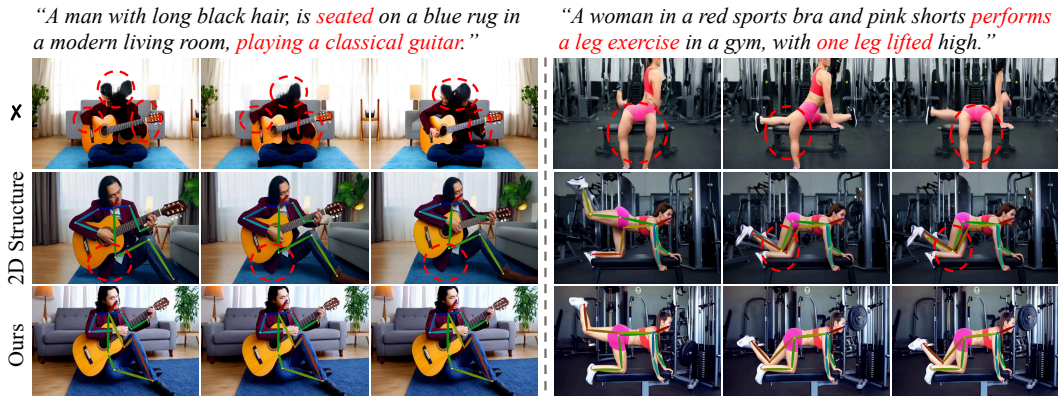 “A man with long black hair, is seated on a blue rug in
a modern living room, playing a classical guitar.”
“A woman in a red sports bra and pink shorts performs
a leg exercise in a gym, with one leg lifted high.”
✗
2D Structure
Ours